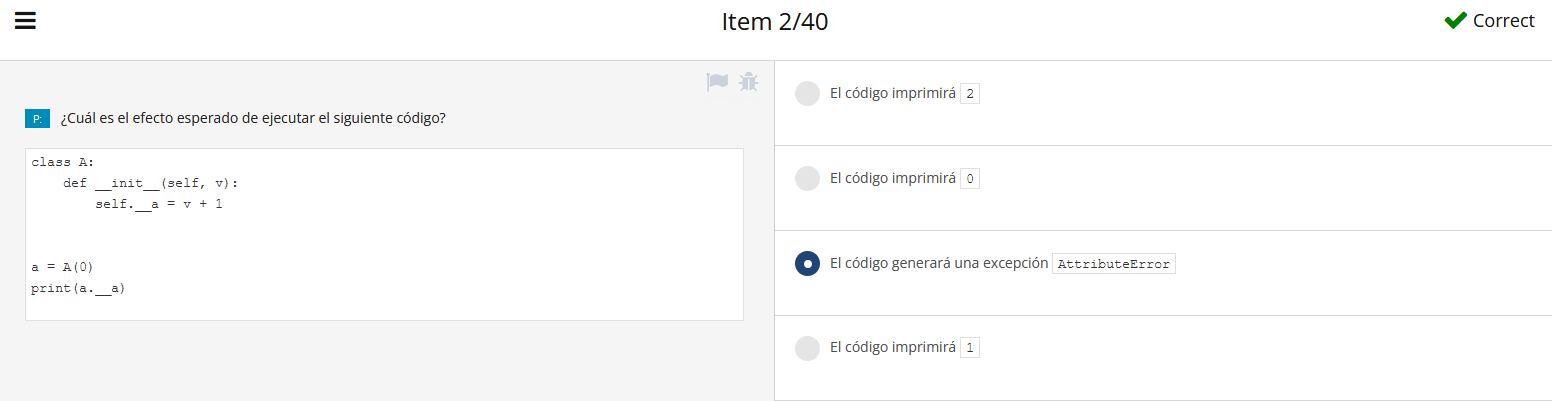 Item 2/40
Correct
P: ¿Cuál es el efecto esperado de ejecutar el siguiente código?
class A:
    def __init__(self, v):
        self.__a = v + 1
a = A(0)
print(a.__a)
El código imprimirá 2
El código imprimirá 0
El código generará una excepción AttributeError
El código imprimirá 1